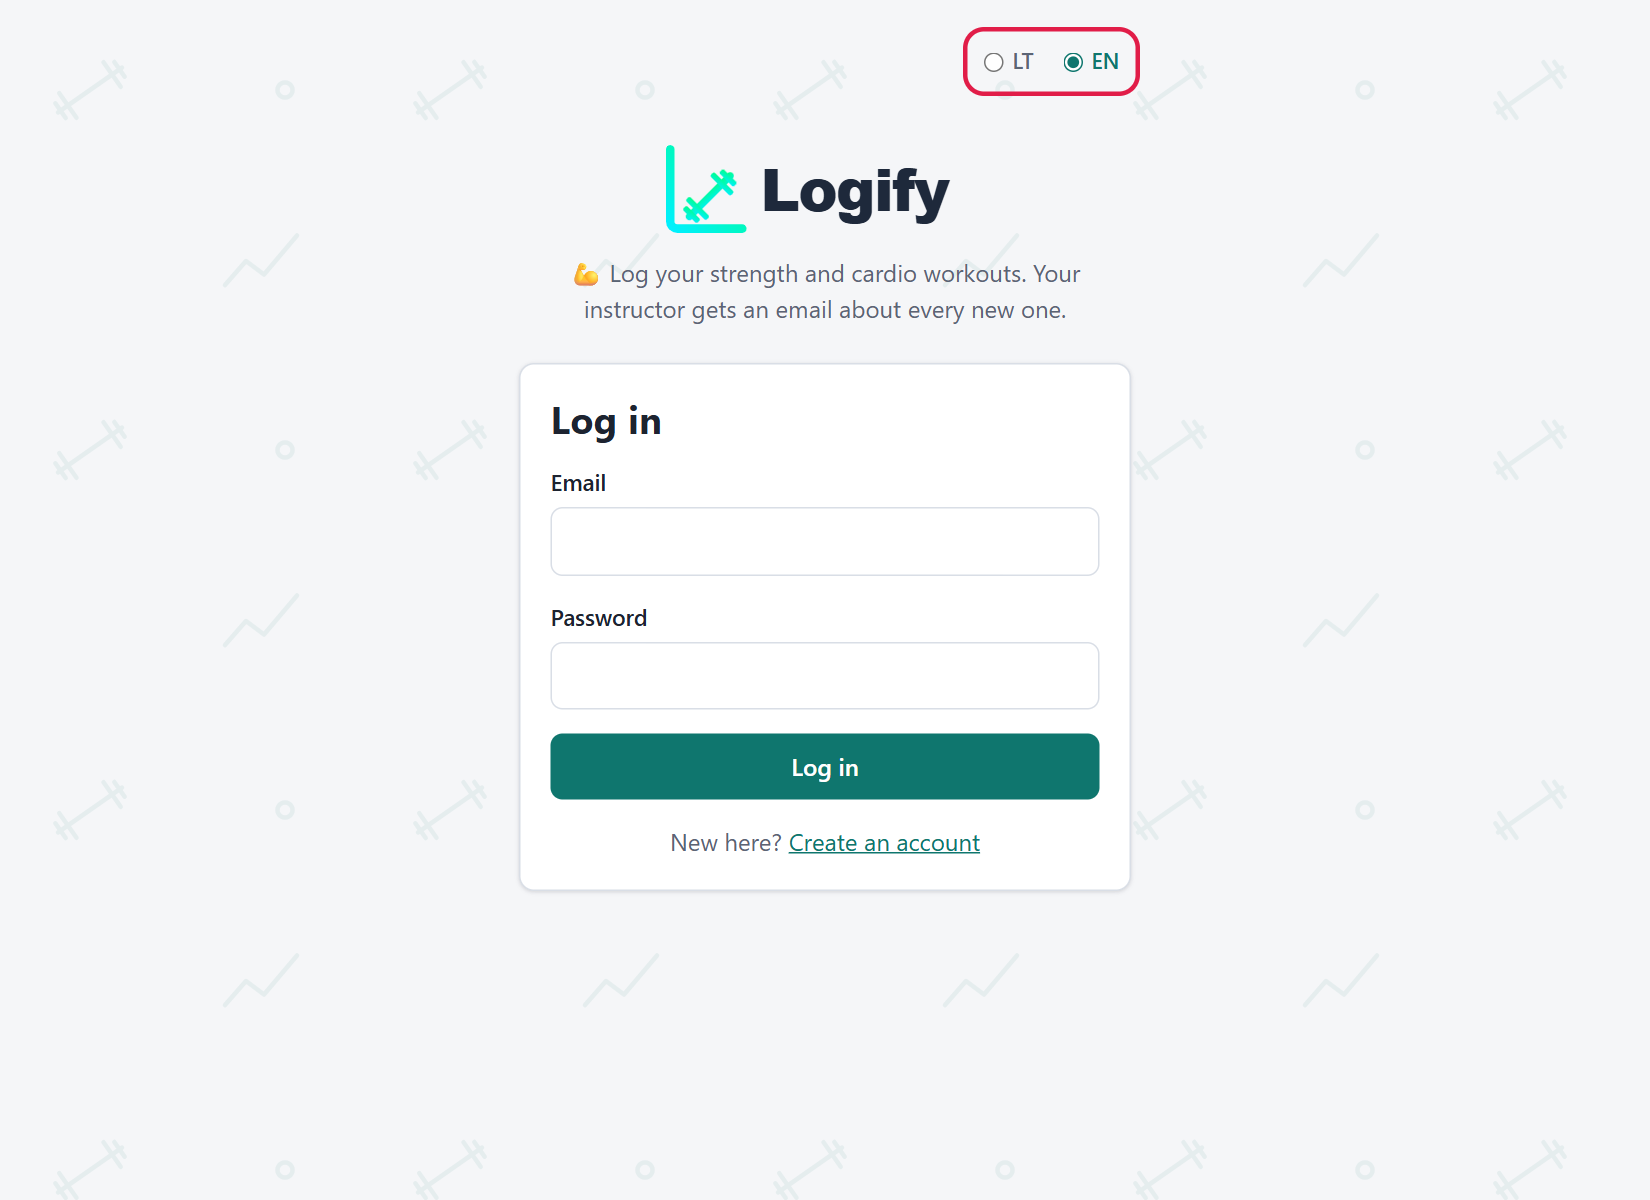 LT EN
Logify
💪 Log your strength and cardio workouts. Your
instructor gets an email about every new one.
Log in
Email
Password
Log in
New here? Create an account